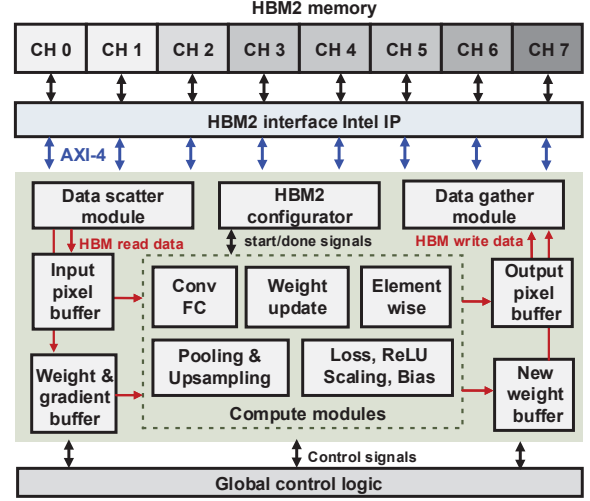 HBM2 memory
CH 0 CH 1 CH 2 CH 3 CH 4 CH 5 CH 6 CH 7
HBM2 interface Intel IP
AXI-4
Data scatter
module
HBM2
configurator
Data gather
module
HBM read data
start/done signals
HBM write data
Input
pixel
buffer
Conv
FC
Weight
update
Element
wise
Output
pixel
buffer
Weight &
gradient
buffer
Pooling &
Upsampling
Loss, ReLU
Scaling, Bias
New
weight
buffer
Compute modules
Control signals
Global control logic